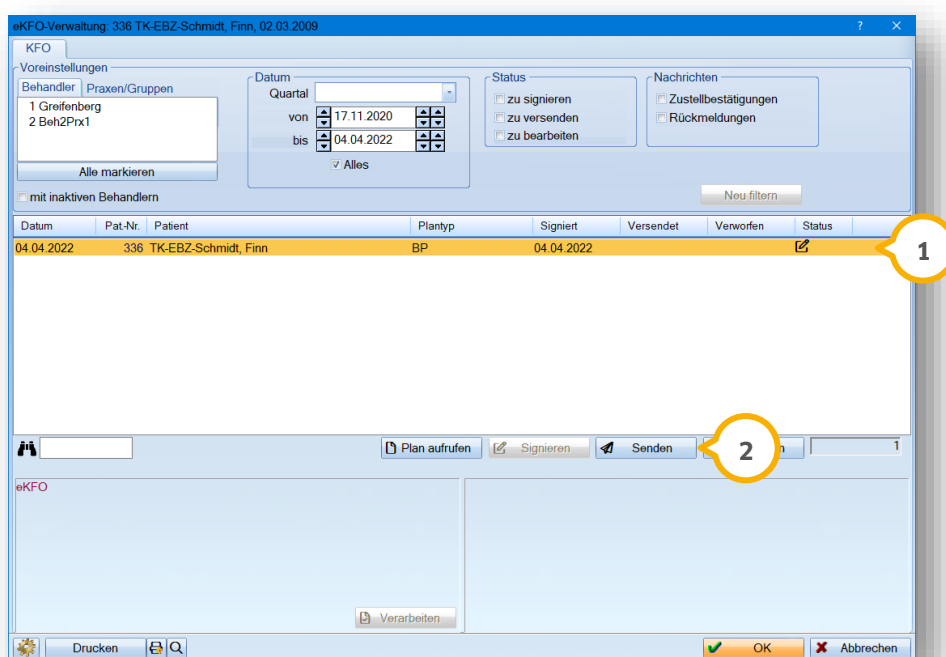 eKFO-Verwaltung: 336 TK-EBZ-Schmidt, Finn, 02.03.2009 ?
KFO
Voreinstellungen
Behandler Praxen/Gruppen
1 Greifenberg
2 Beh2Prx1
Alle markieren
mit inaktiven Behandlern
Datum
Quartal
von 17.11.2020
bis 04.04.2022
Alles
Status
zu signieren
zu versenden
zu bearbeiten
Nachrichten
Zustellbestätigungen
Rückmeldungen
Neu filtern
Datum Pat.-Nr. Patient Plantyp Signiert Versendet Verworfen Status
04.04.2022 336 TK-EBZ-Schmidt, Finn BP 04.04.2022
1
Plan aufrufen Signieren Senden 2 1
eKFO
Verarbeiten
Drucken OK Abbrechen